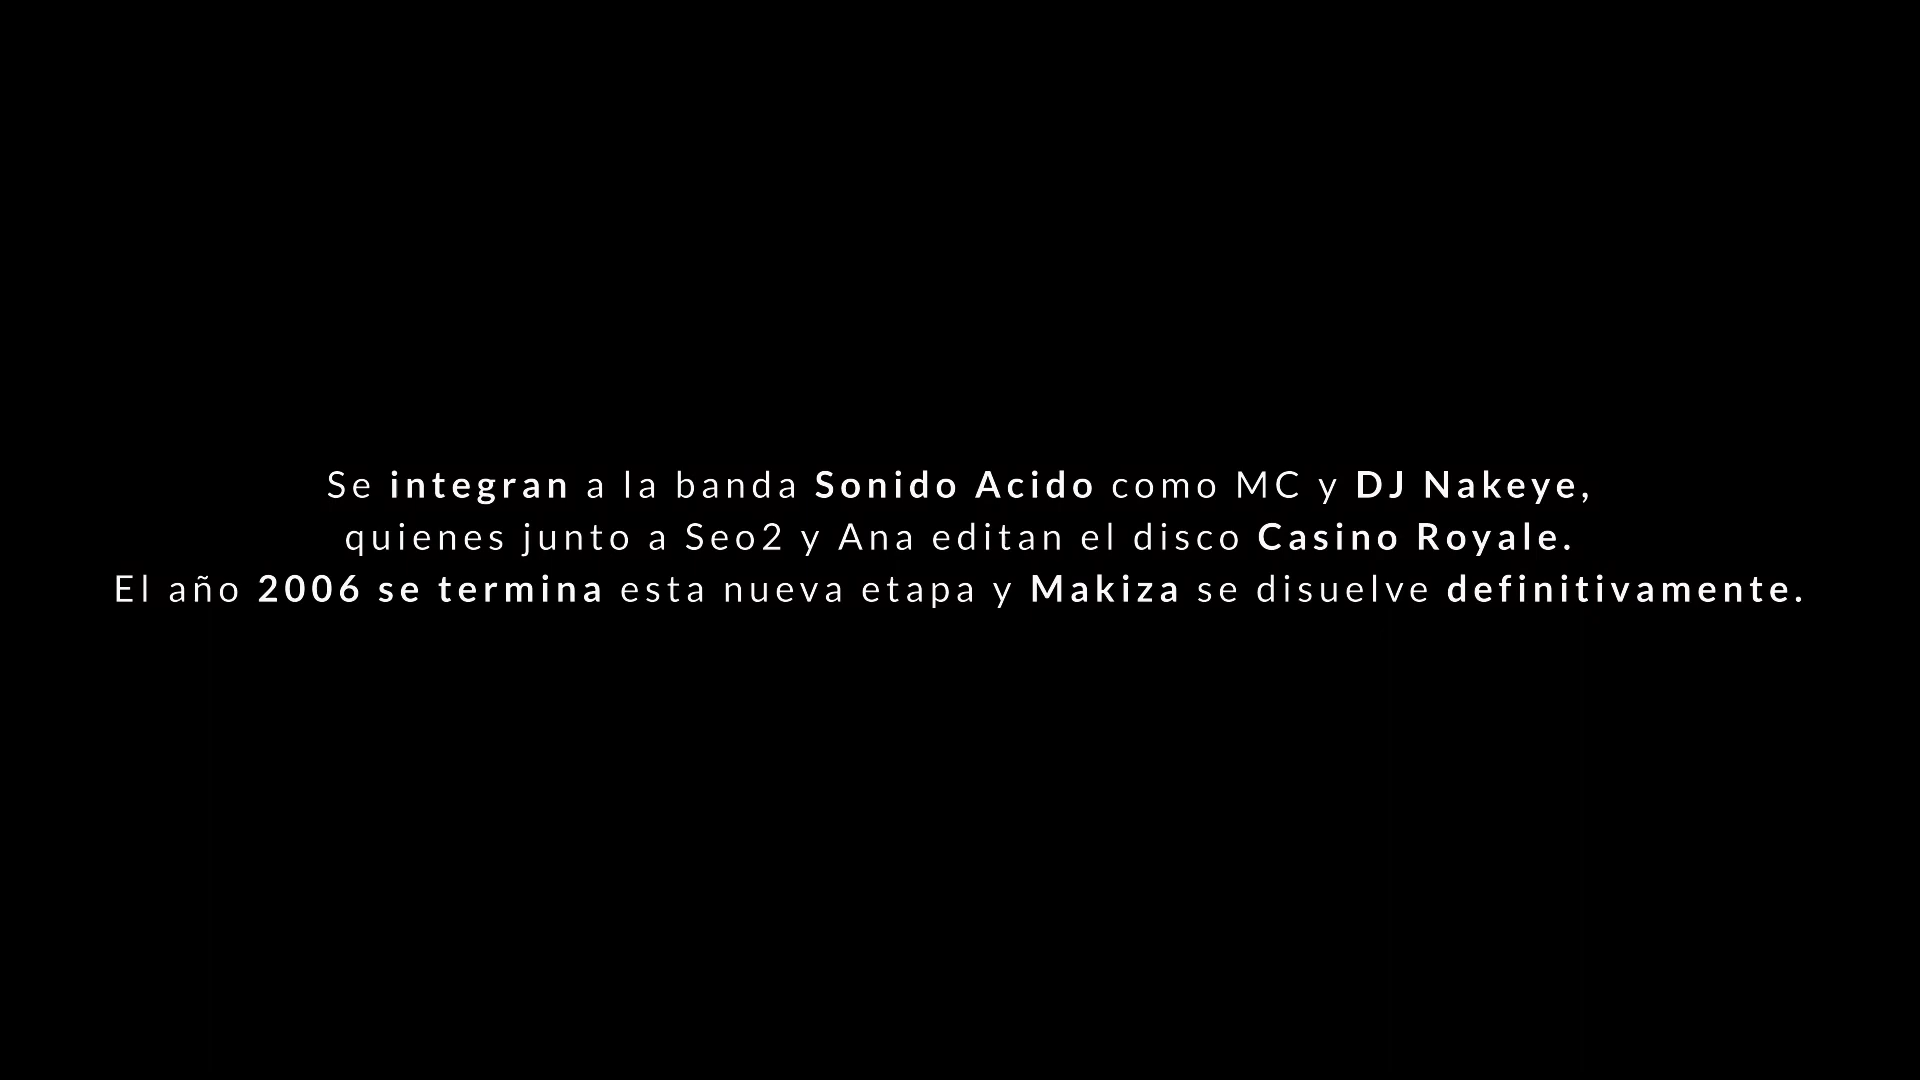 Se integran a la banda Sonido Acido como MC y DJ Nakeye,
quienes junto a Seo2 y Ana editan el disco Casino Royale.
El año 2006 se termina esta nueva etapa y Makiza se disuelve definitivamente.